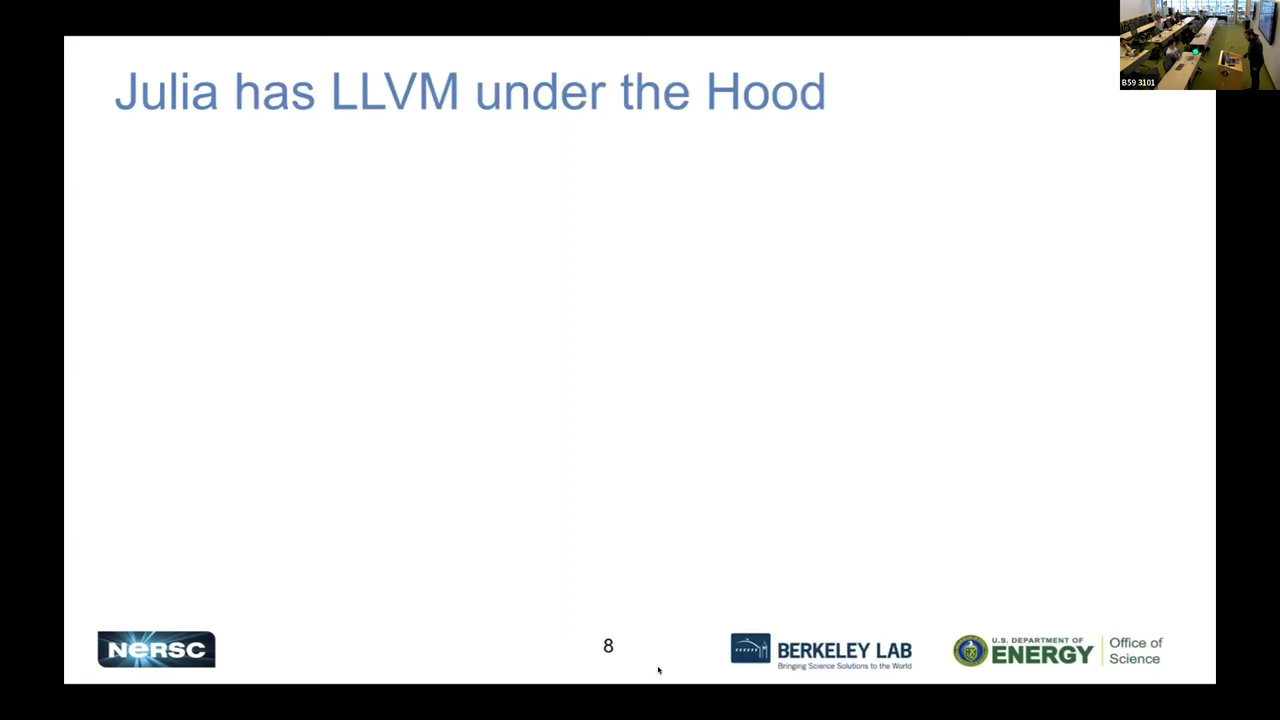 Julia has LLVM under the Hood
B59 3101
NERSC
8
BERKELEY LAB
Bringing Science Solutions to the World
U.S. DEPARTMENT OF
ENERGY
Office of
Science